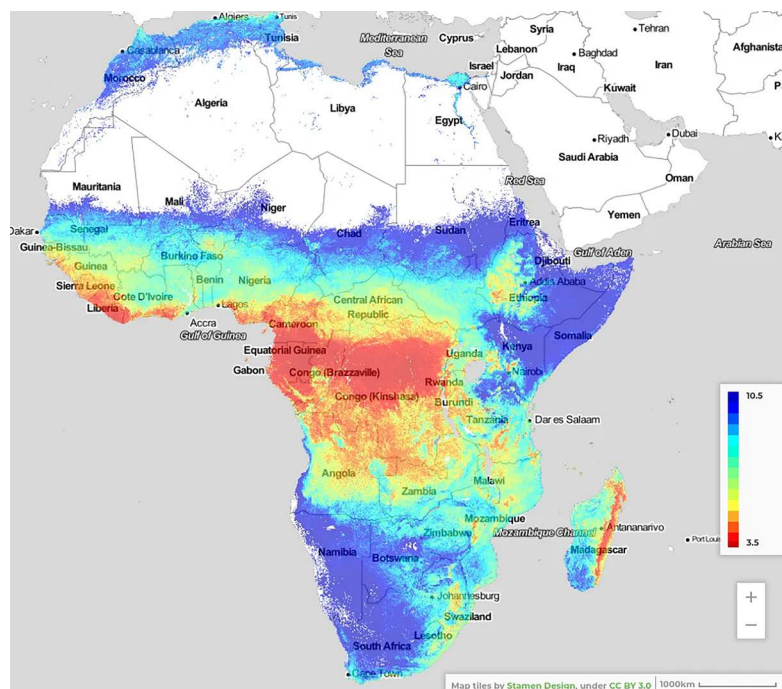 Algiers
Tunis
Tunisia
Casablanca
Morocco
Mediterranean
Sea
Cyprus
Syria
Lebanon
Israel
Jordan
Baghdad
Iraq
Tehran
Iran
Afghanista
Kuwait
Cairo
Algeria
Libya
Egypt
Riyadh
Dubai
Saudi Arabia
Oman
Red Sea
Yemen
Mauritania
Mali
Niger
Chad
Sudan
Eritrea
Arabian Sea
Dakar
Senegal
Guinea-Bissau
Burkina Faso
Djibouti
Gulf of Aden
Guinea
Benin
Nigeria
Addis Ababa
Sierra Leone
Cote D'Ivoire
Central African
Republic
Ethiopia
Liberia
Lagos
Accra
Gulf of Guinea
Cameroon
Somalia
Kenya
Equatorial Guinea
Uganda
Gabon
Congo (Brazzaville)
Nairobi
Rwanda
Congo (Kinshasa)
Burundi
Tanzania
Dar es Salaam
Angola
Zambia
Malawi
Mozambique
Zimbabwe
Mozambique Channel
Antananarivo
Port Louis
Madagascar
Namibia
Botswana
Johannesburg
Swaziland
Lesotho
South Africa
Cape Town
10.5
3.5
+
−
Map tiles by Stamen Design, under CC BY 3.0
1000km